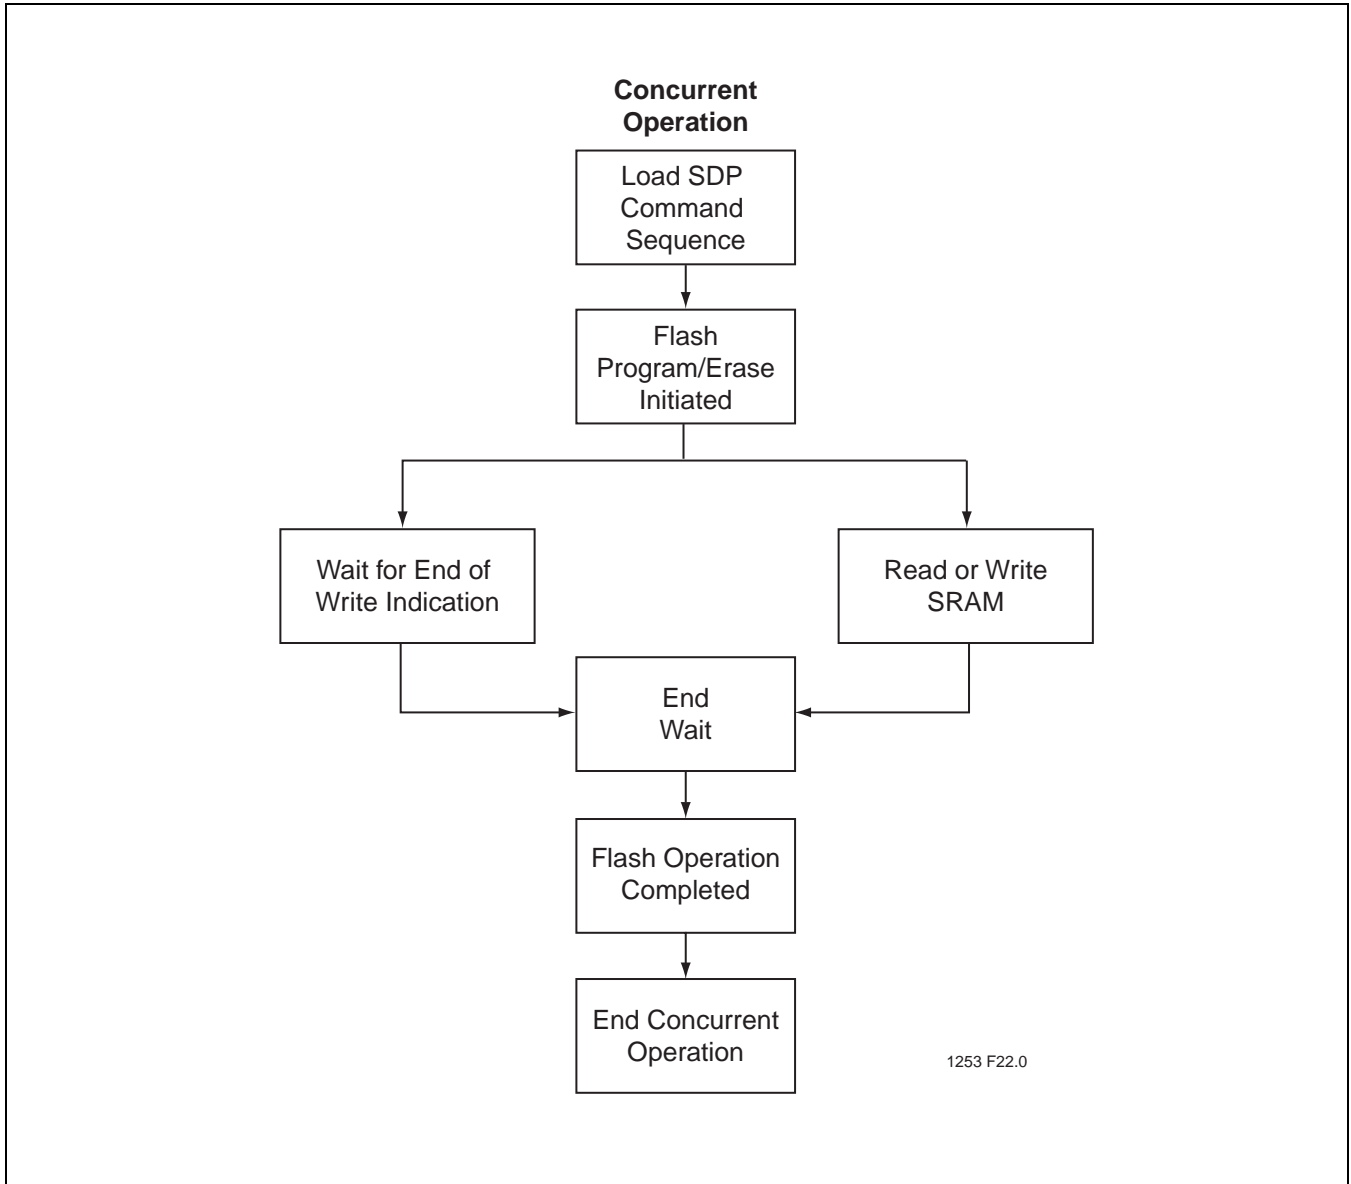 Concurrent
Operation
Load SDP
Command
Sequence
Flash
Program/Erase
Initiated
Wait for End of
Write Indication
Read or Write
SRAM
End
Wait
Flash Operation
Completed
End Concurrent
Operation
1253 F22.0